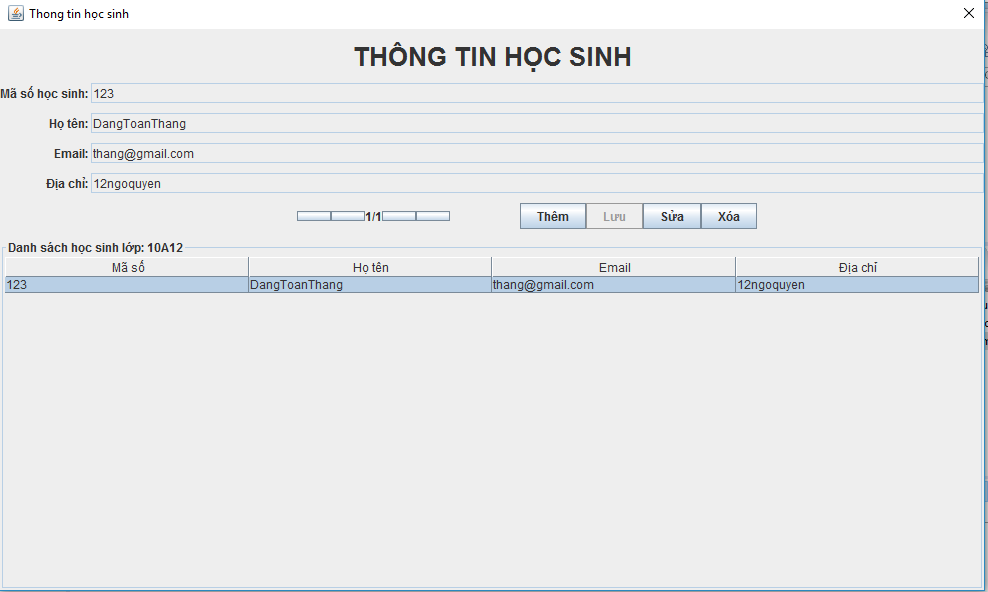 Thong tin học sinh
THÔNG TIN HỌC SINH
Mã số học sinh: 123
Họ tên: DangToanThang
Email: thang@gmail.com
Địa chỉ: 12ngoquyen
1/1 Thêm Lưu Sửa Xóa
Danh sách học sinh lớp: 10A12
Mã số Họ tên Email Địa chỉ
123 DangToanThang thang@gmail.com 12ngoquyen